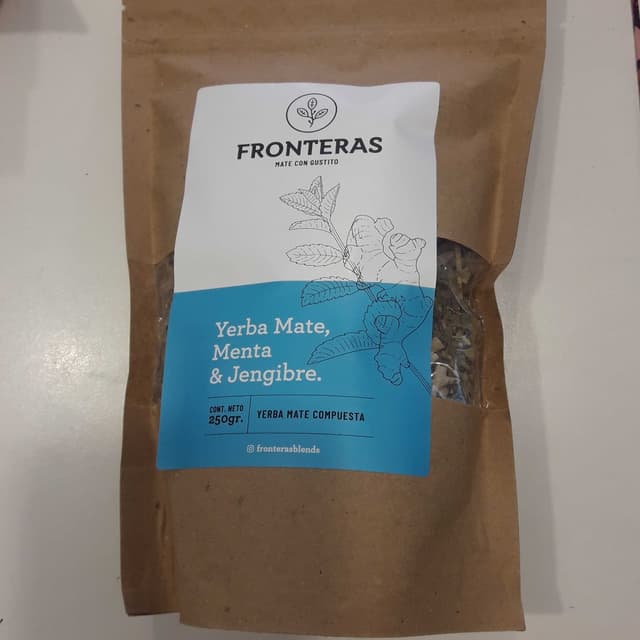 FRONTERAS
MATE CON GUSTITO
Yerba Mate,
Menta
& Jengibre.
CONT. NETO
250gr.
YERBA MATE COMPUESTA
fronterasblends